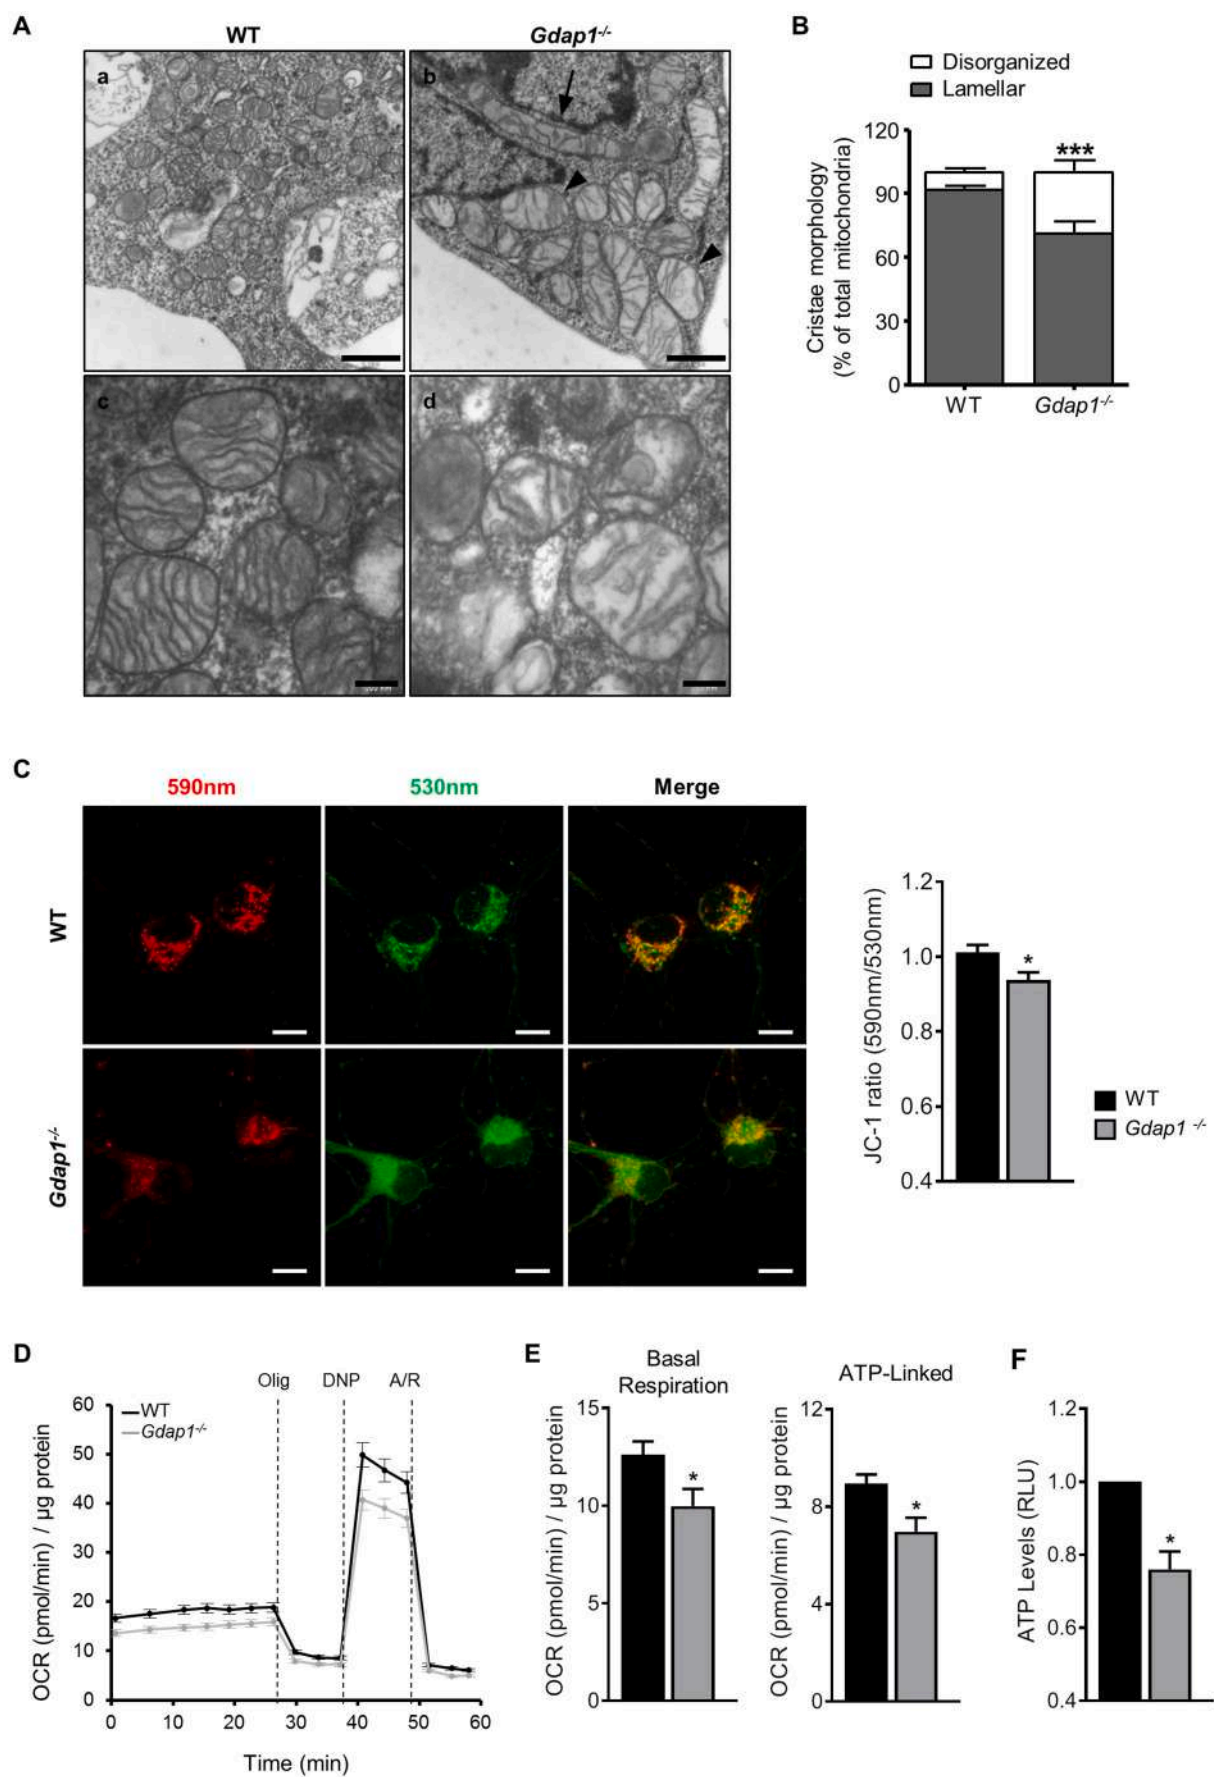 A
WT
Gdap1-/-
a
b
c
d
B
Disorganized
Lamellar
Cristae morphology
(% of total mitochondria)
120
90
60
30
0
WT
Gdap1-/-
***
C
590nm
530nm
Merge
WT
Gdap1-/-
JC-1 ratio (590nm/530nm)
1.2
1.0
0.8
0.6
0.4
*
WT
Gdap1 -/-
D
Olig
DNP
A/R
WT
Gdap1-/-
OCR (pmol/min) / µg protein
60
50
40
30
20
10
0
0
10
20
30
40
50
60
Time (min)
E
Basal
Respiration
OCR (pmol/min) / µg protein
15
10
5
0
*
ATP-Linked
OCR (pmol/min) / µg protein
12
8
4
0
*
F
ATP Levels (RLU)
1.2
1.0
0.8
0.6
0.4
*